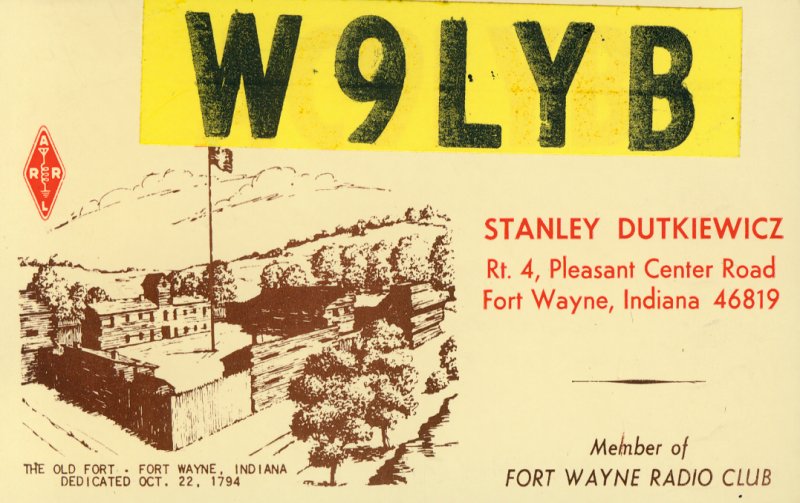 W9LYB
ARRL
STANLEY DUTKIEWICZ
Rt. 4, Pleasant Center Road
Fort Wayne, Indiana 46819
Member of
FORT WAYNE RADIO CLUB
THE OLD FORT · FORT WAYNE, INDIANA
DEDICATED OCT. 22, 1794